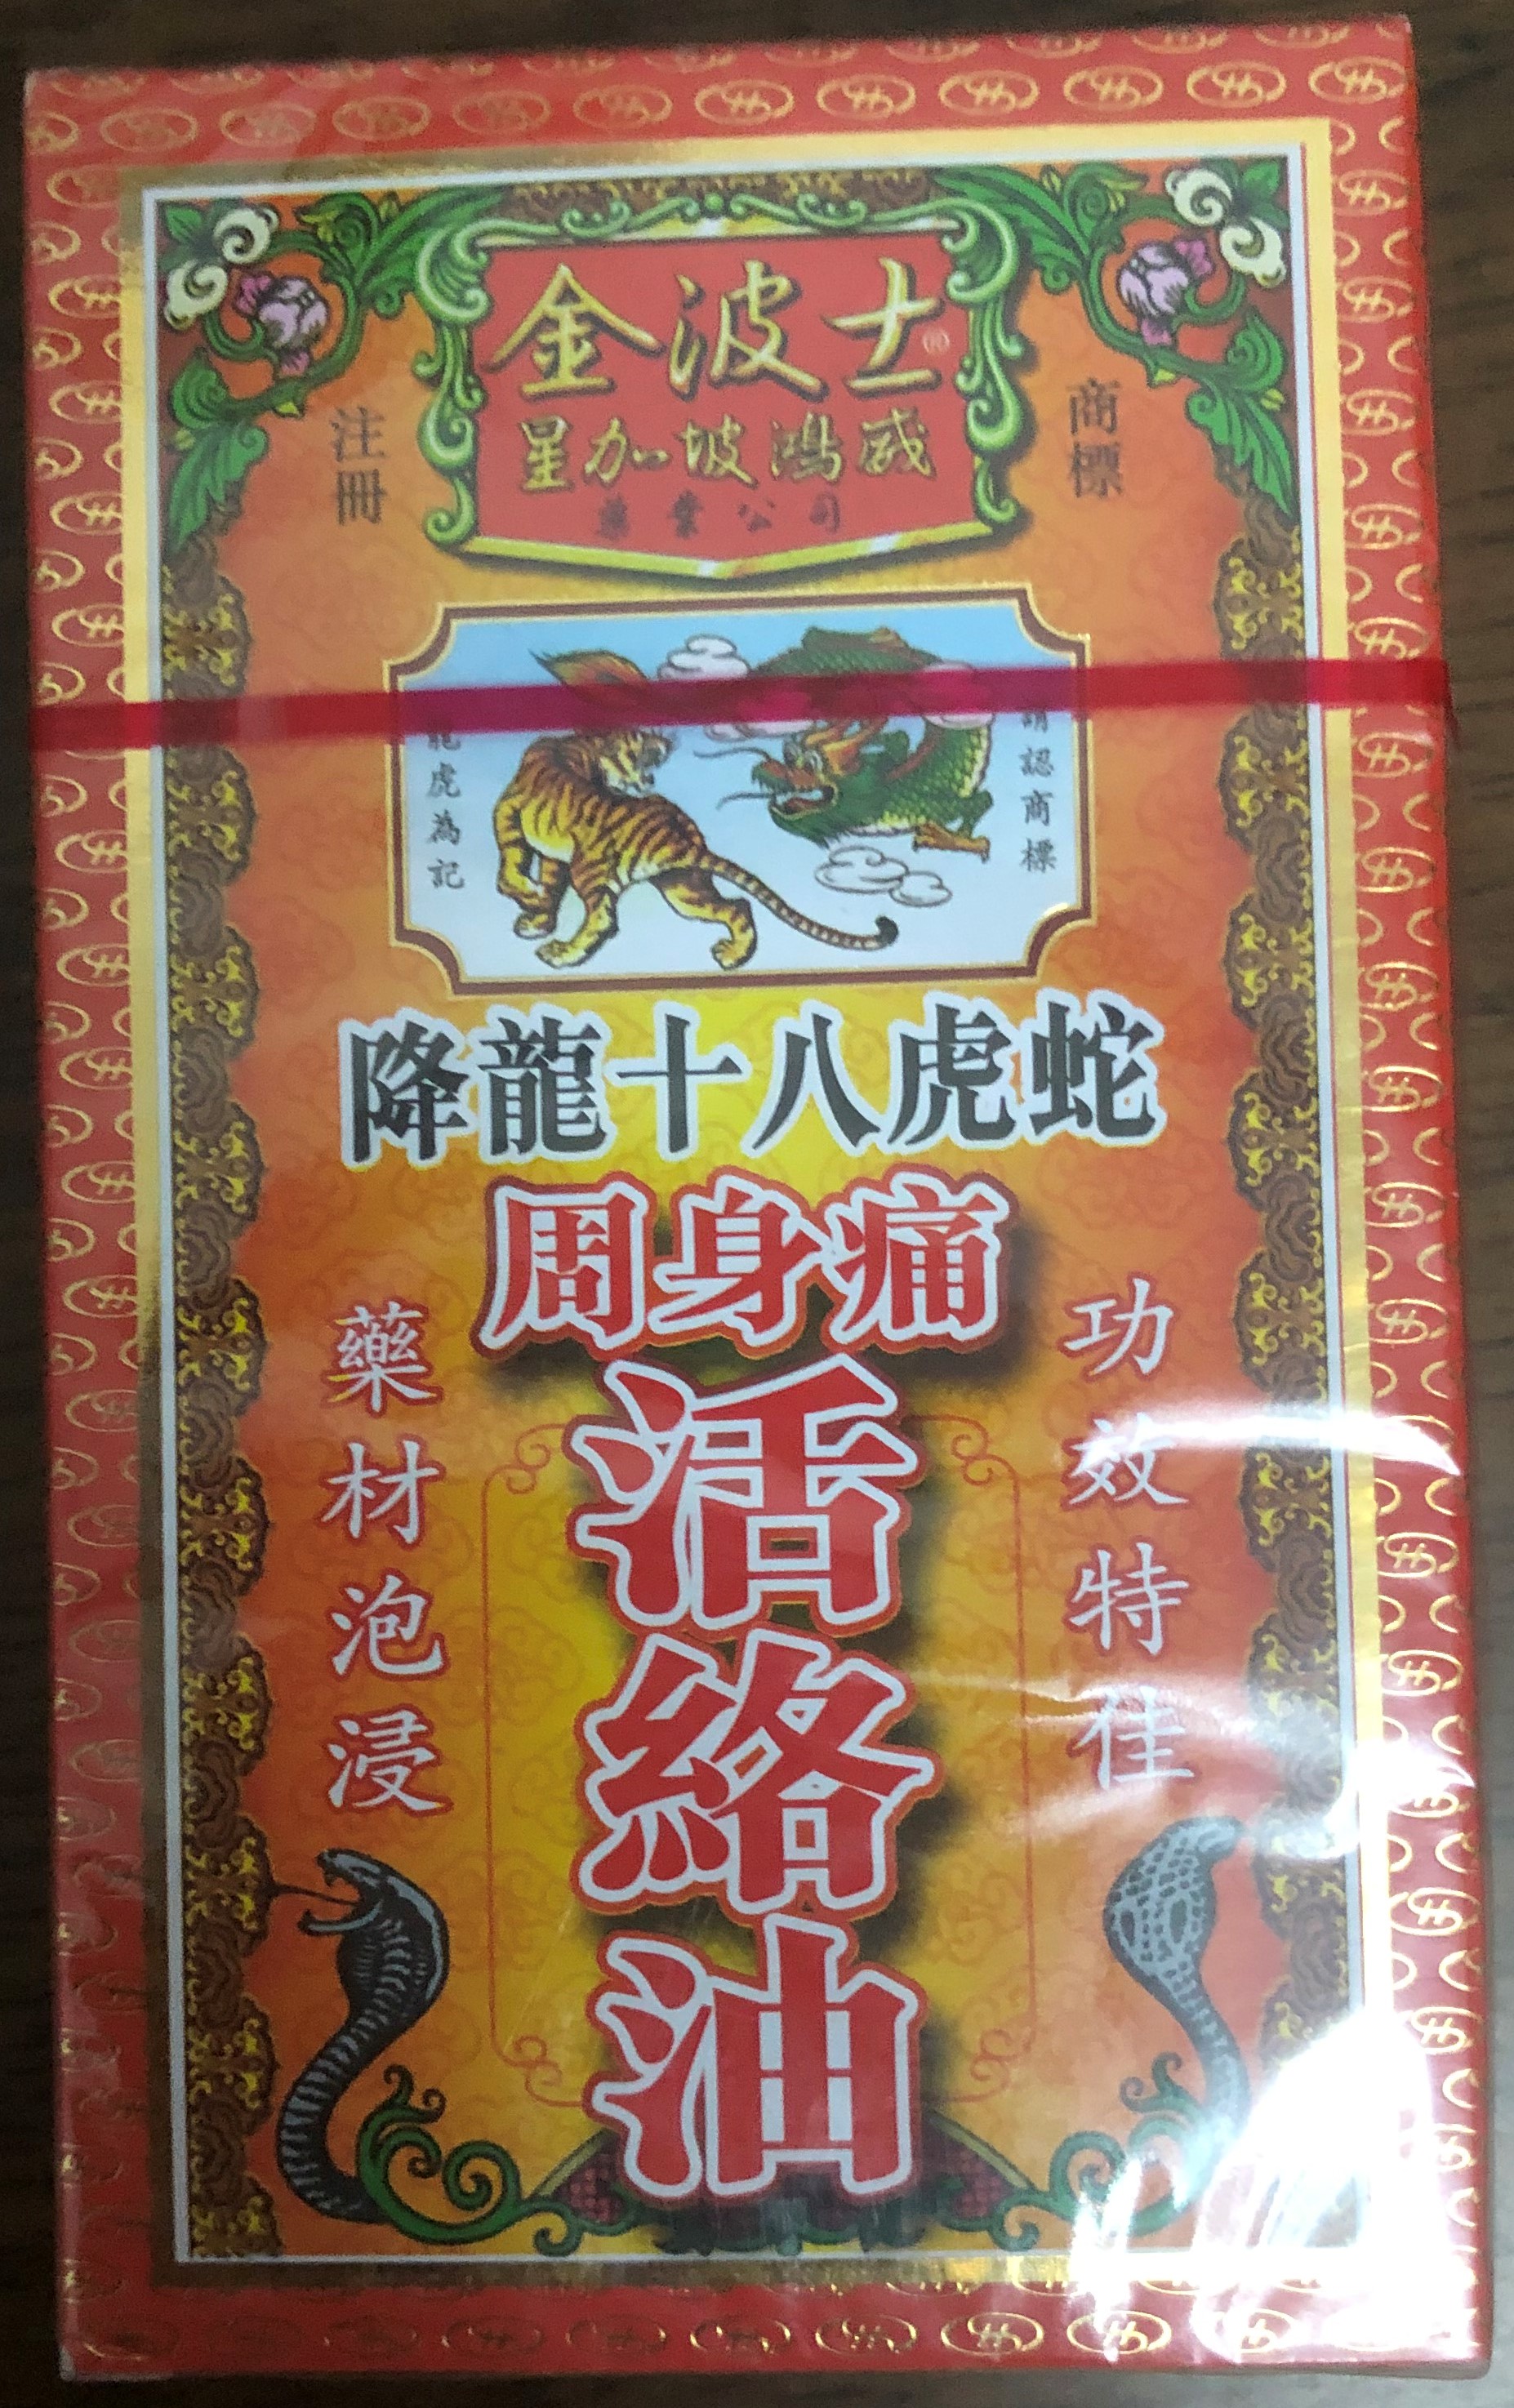 金波士®
星加坡鴻威
藥業公司
註冊
商標
龍虎為記
請認商標
降龍十八虎蛇
周身痛
活絡油
藥材泡浸
功效特佳